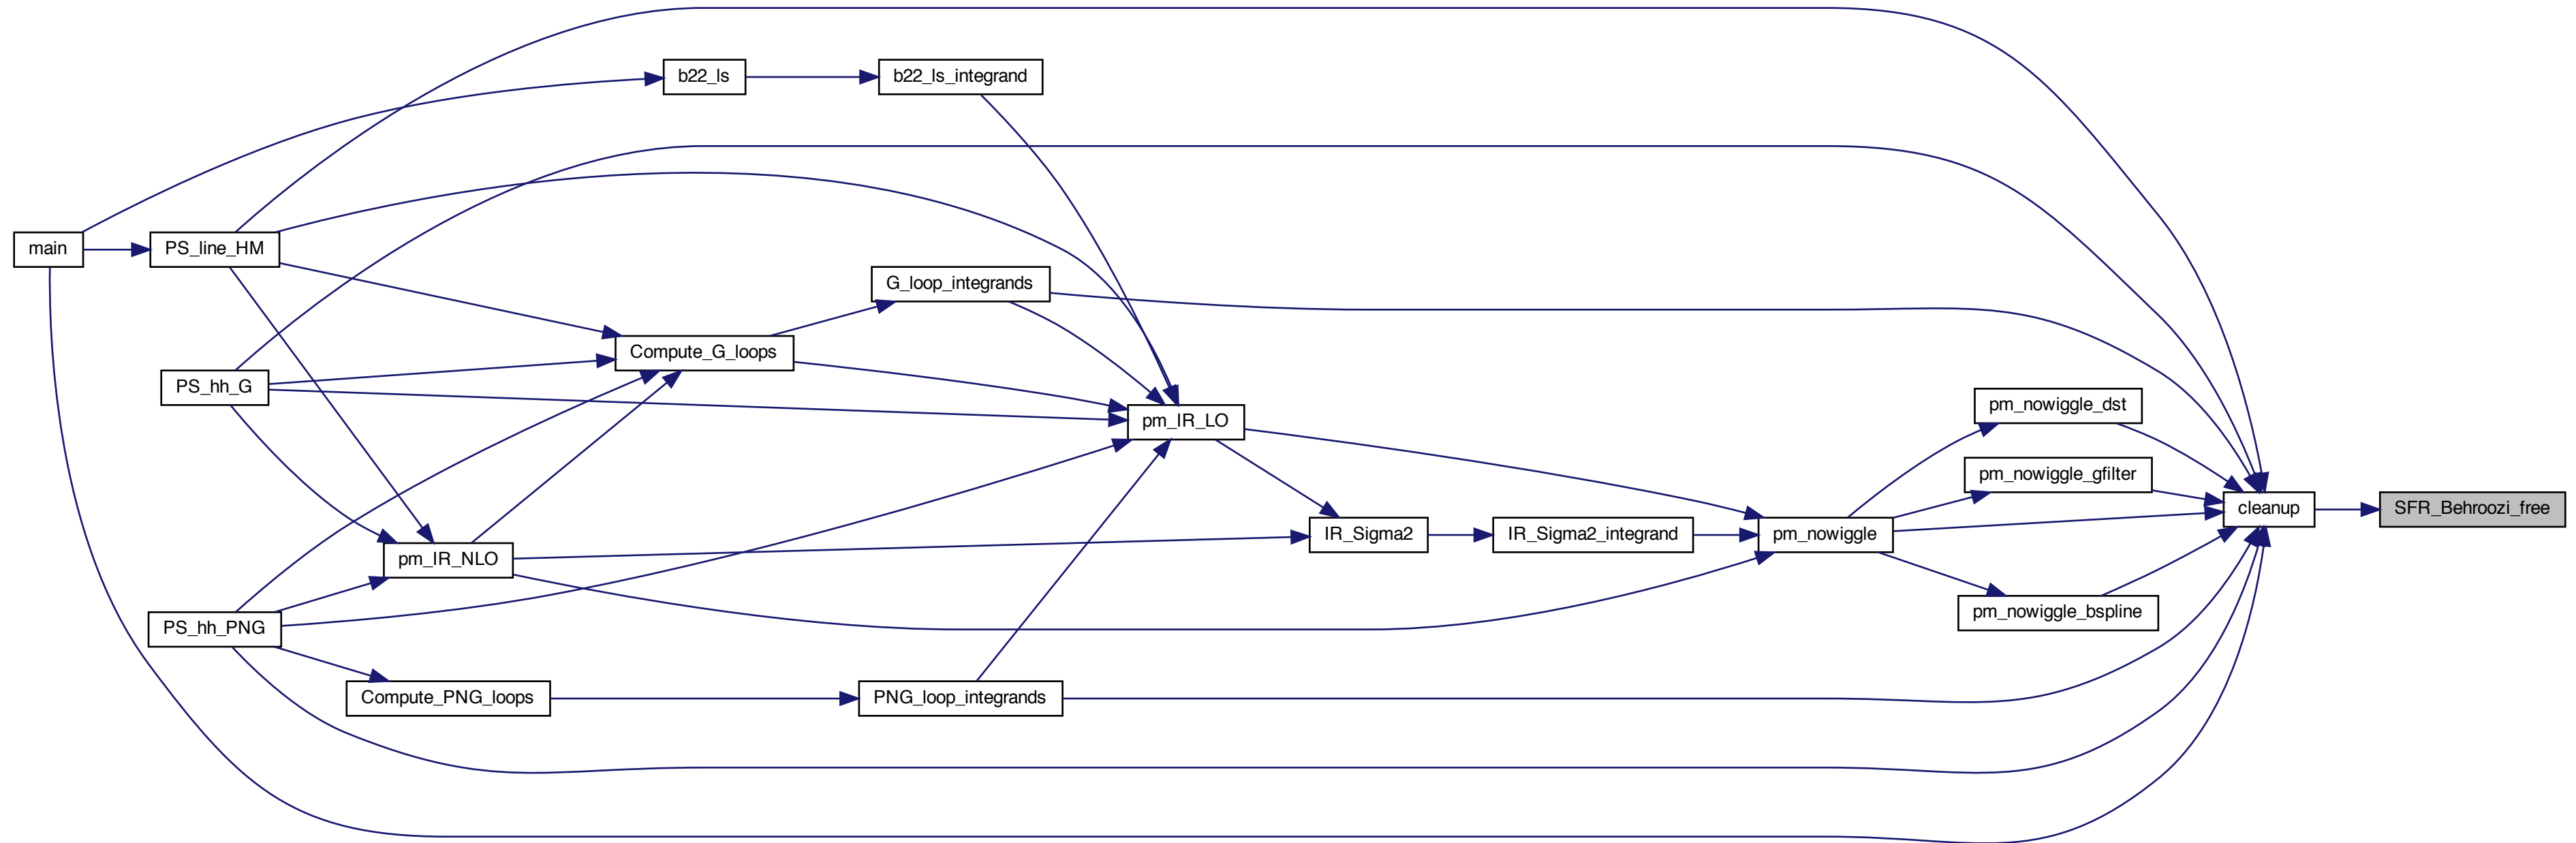 b22_ls
b22_ls_integrand
main
PS_line_HM
G_loop_integrands
Compute_G_loops
PS_hh_G
pm_IR_LO
pm_nowiggle_dst
pm_nowiggle_gfilter
cleanup
SFR_Behroozi_free
IR_Sigma2
IR_Sigma2_integrand
pm_nowiggle
pm_IR_NLO
pm_nowiggle_bspline
PS_hh_PNG
Compute_PNG_loops
PNG_loop_integrands